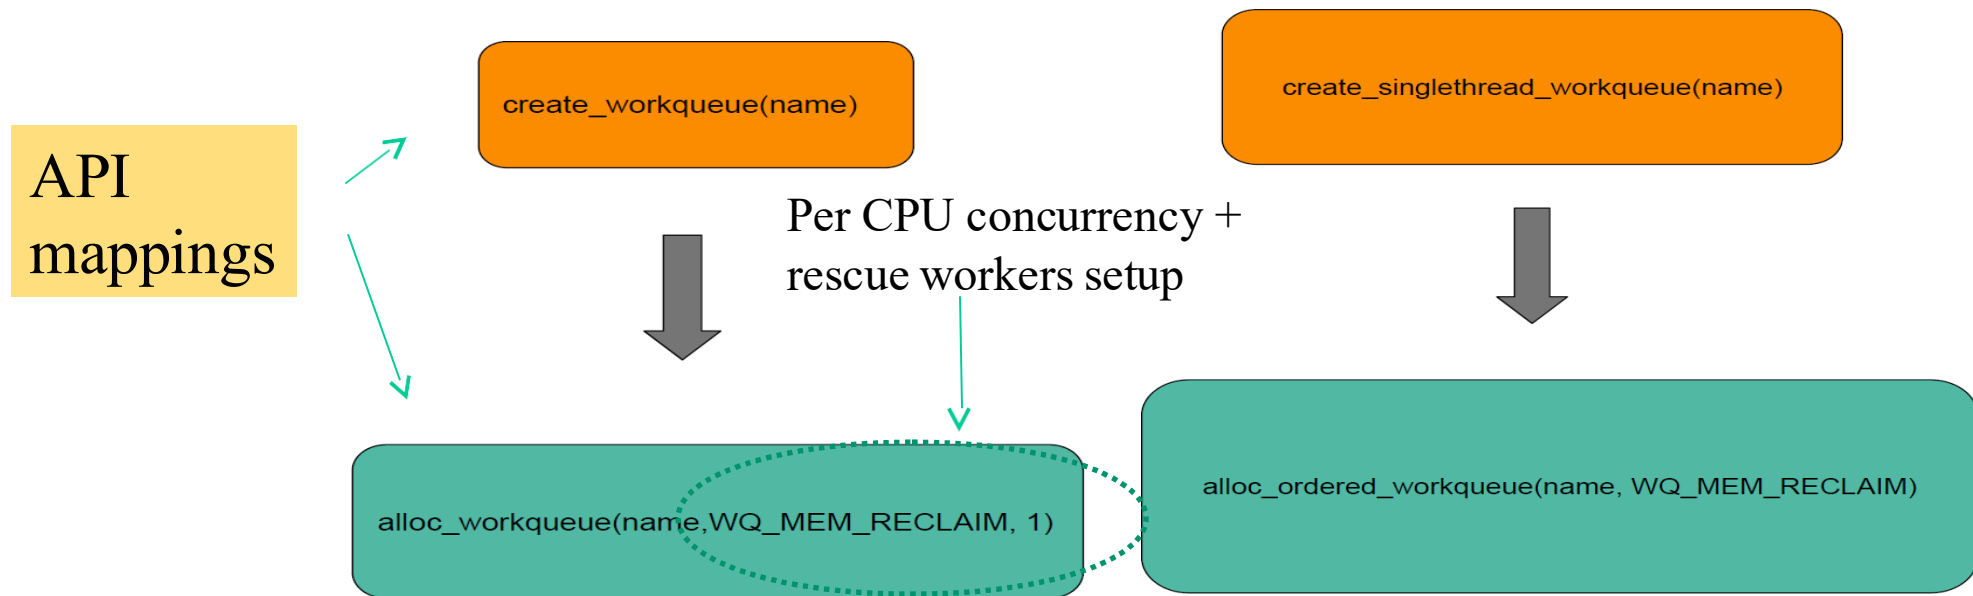 API
mappings
create_workqueue(name)
create_singlethread_workqueue(name)
Per CPU concurrency +
rescue workers setup
alloc_workqueue(name,WQ_MEM_RECLAIM, 1)
alloc_ordered_workqueue(name, WQ_MEM_RECLAIM)